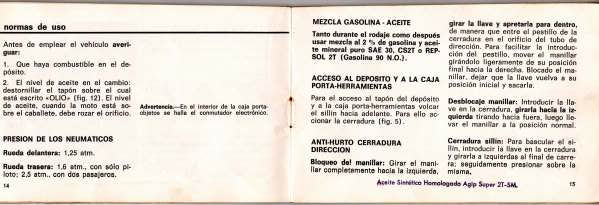 normas de uso
Antes de emplear el vehículo averi-
guar:
1. Que haya combustible en el de-
pósito.
2. El nivel de aceite en el cambio:
destornillar el tapón sobre el cual
está escrito «OLIO» (fig. 12). El nivel
de aceite, cuando la moto está so-
bre el caballete, debe rozar el orificio.
PRESION DE LOS NEUMATICOS
Rueda delantera: 1,25 atm.
Rueda trasera: 1,6 atm., con sólo pi-
loto; 2,5 atm., con dos pasajeros.
14
Advertencia.—En el interior de la caja porta-
objetos se halla el conmutador electrónico.
MEZCLA GASOLINA - ACEITE
Tanto durante el rodaje como después
usar mezcla al 2 % de gasolina y acei-
te mineral puro SAE 30, CS2T o REP-
SOL 2T (Gasolina 90 N.O.).
ACCESO AL DEPOSITO Y A LA CAJA
PORTA-HERRAMIENTAS
Para el acceso al tapón del depósito
y a la caja porta-herramientas volcar
el sillín hacia adelante. Para ello ac-
cionar la cerradura (fig. 5).
ANTI-HURTO CERRADURA
DIRECCION
Bloqueo del manillar: Girar el mani-
llar completamente hacia la izquierda,
girar la llave y apretarla para dentro,
de manera que entre el pestillo de la
cerradura en el orificio del tubo de
dirección. Para facilitar la introduc-
ción del pestillo, mover el manillar
girándolo ligeramente de su posición
final hacia la derecha. Blocado el ma-
nillar, dejar que la llave vuelva a su
posición inicial y sacarla.
Desblocaje manillar: Introducir la lla-
ve en la cerradura, girarla hacia la iz-
quierda tirando hacia fuera, luego lle-
var el manillar a la posición normal.
Cerradura sillín: Para bascular el si-
llín, introducir la llave en la cerradura
y girarla a izquierdas al final de carre-
ra; seguidamente presionar sobre la
misma.
Aceite Sintético Homologado Agip Super 2T-SM.
15